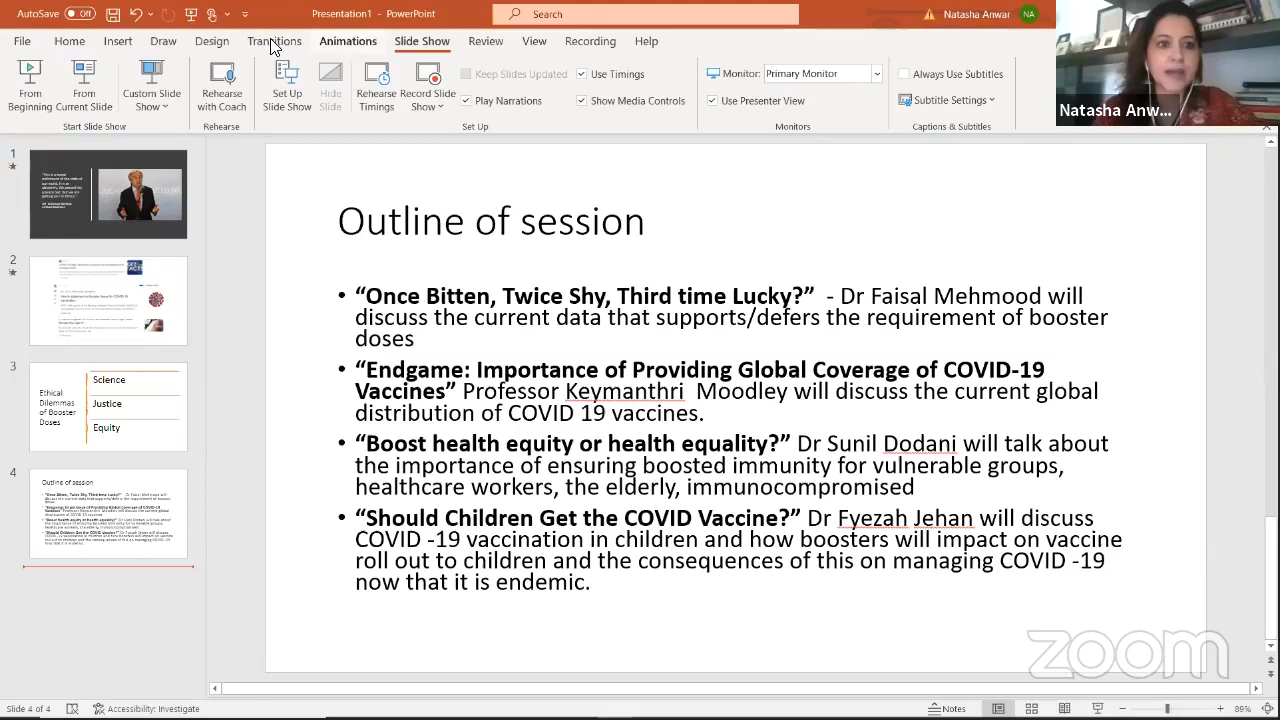 AutoSave Off Presentation1 - PowerPoint Search Natasha Anwar NA
File Home Insert Draw Design Transitions Animations Slide Show Review View Recording Help
From Beginning
From Current Slide
Custom Slide Show
Start Slide Show
Rehearse with Coach
Rehearse
Set Up Slide Show
Hide Slide
Rehearse Timings
Record Slide Show
Keep Slides Updated
Use Timings
Play Narrations
Show Media Controls
Set Up
Monitor: Primary Monitor
Use Presenter View
Monitors
Always Use Subtitles
Subtitle Settings
Captions & Subtitles
Natasha Anw...
1
2
3
Ethical
Dilemmas
of Booster
Doses
Science
Justice
Equity
4
Outline of session
Outline of session
• “Once Bitten, Twice Shy, Third time Lucky?” - Dr Faisal Mehmood will
discuss the current data that supports/defers the requirement of booster
doses
• “Endgame: Importance of Providing Global Coverage of COVID-19
Vaccines” Professor Keymanthri Moodley will discuss the current global
distribution of COVID 19 vaccines.
• “Boost health equity or health equality?” Dr Sunil Dodani will talk about
the importance of ensuring boosted immunity for vulnerable groups,
healthcare workers, the elderly, immunocompromised
• “Should Children Get the COVID Vaccine?” Dr Fyezah Jehan will discuss
COVID -19 vaccination in children and how boosters will impact on vaccine
roll out to children and the consequences of this on managing COVID -19
now that it is endemic.
zoom
Slide 4 of 4 Accessibility: Investigate Notes 89%